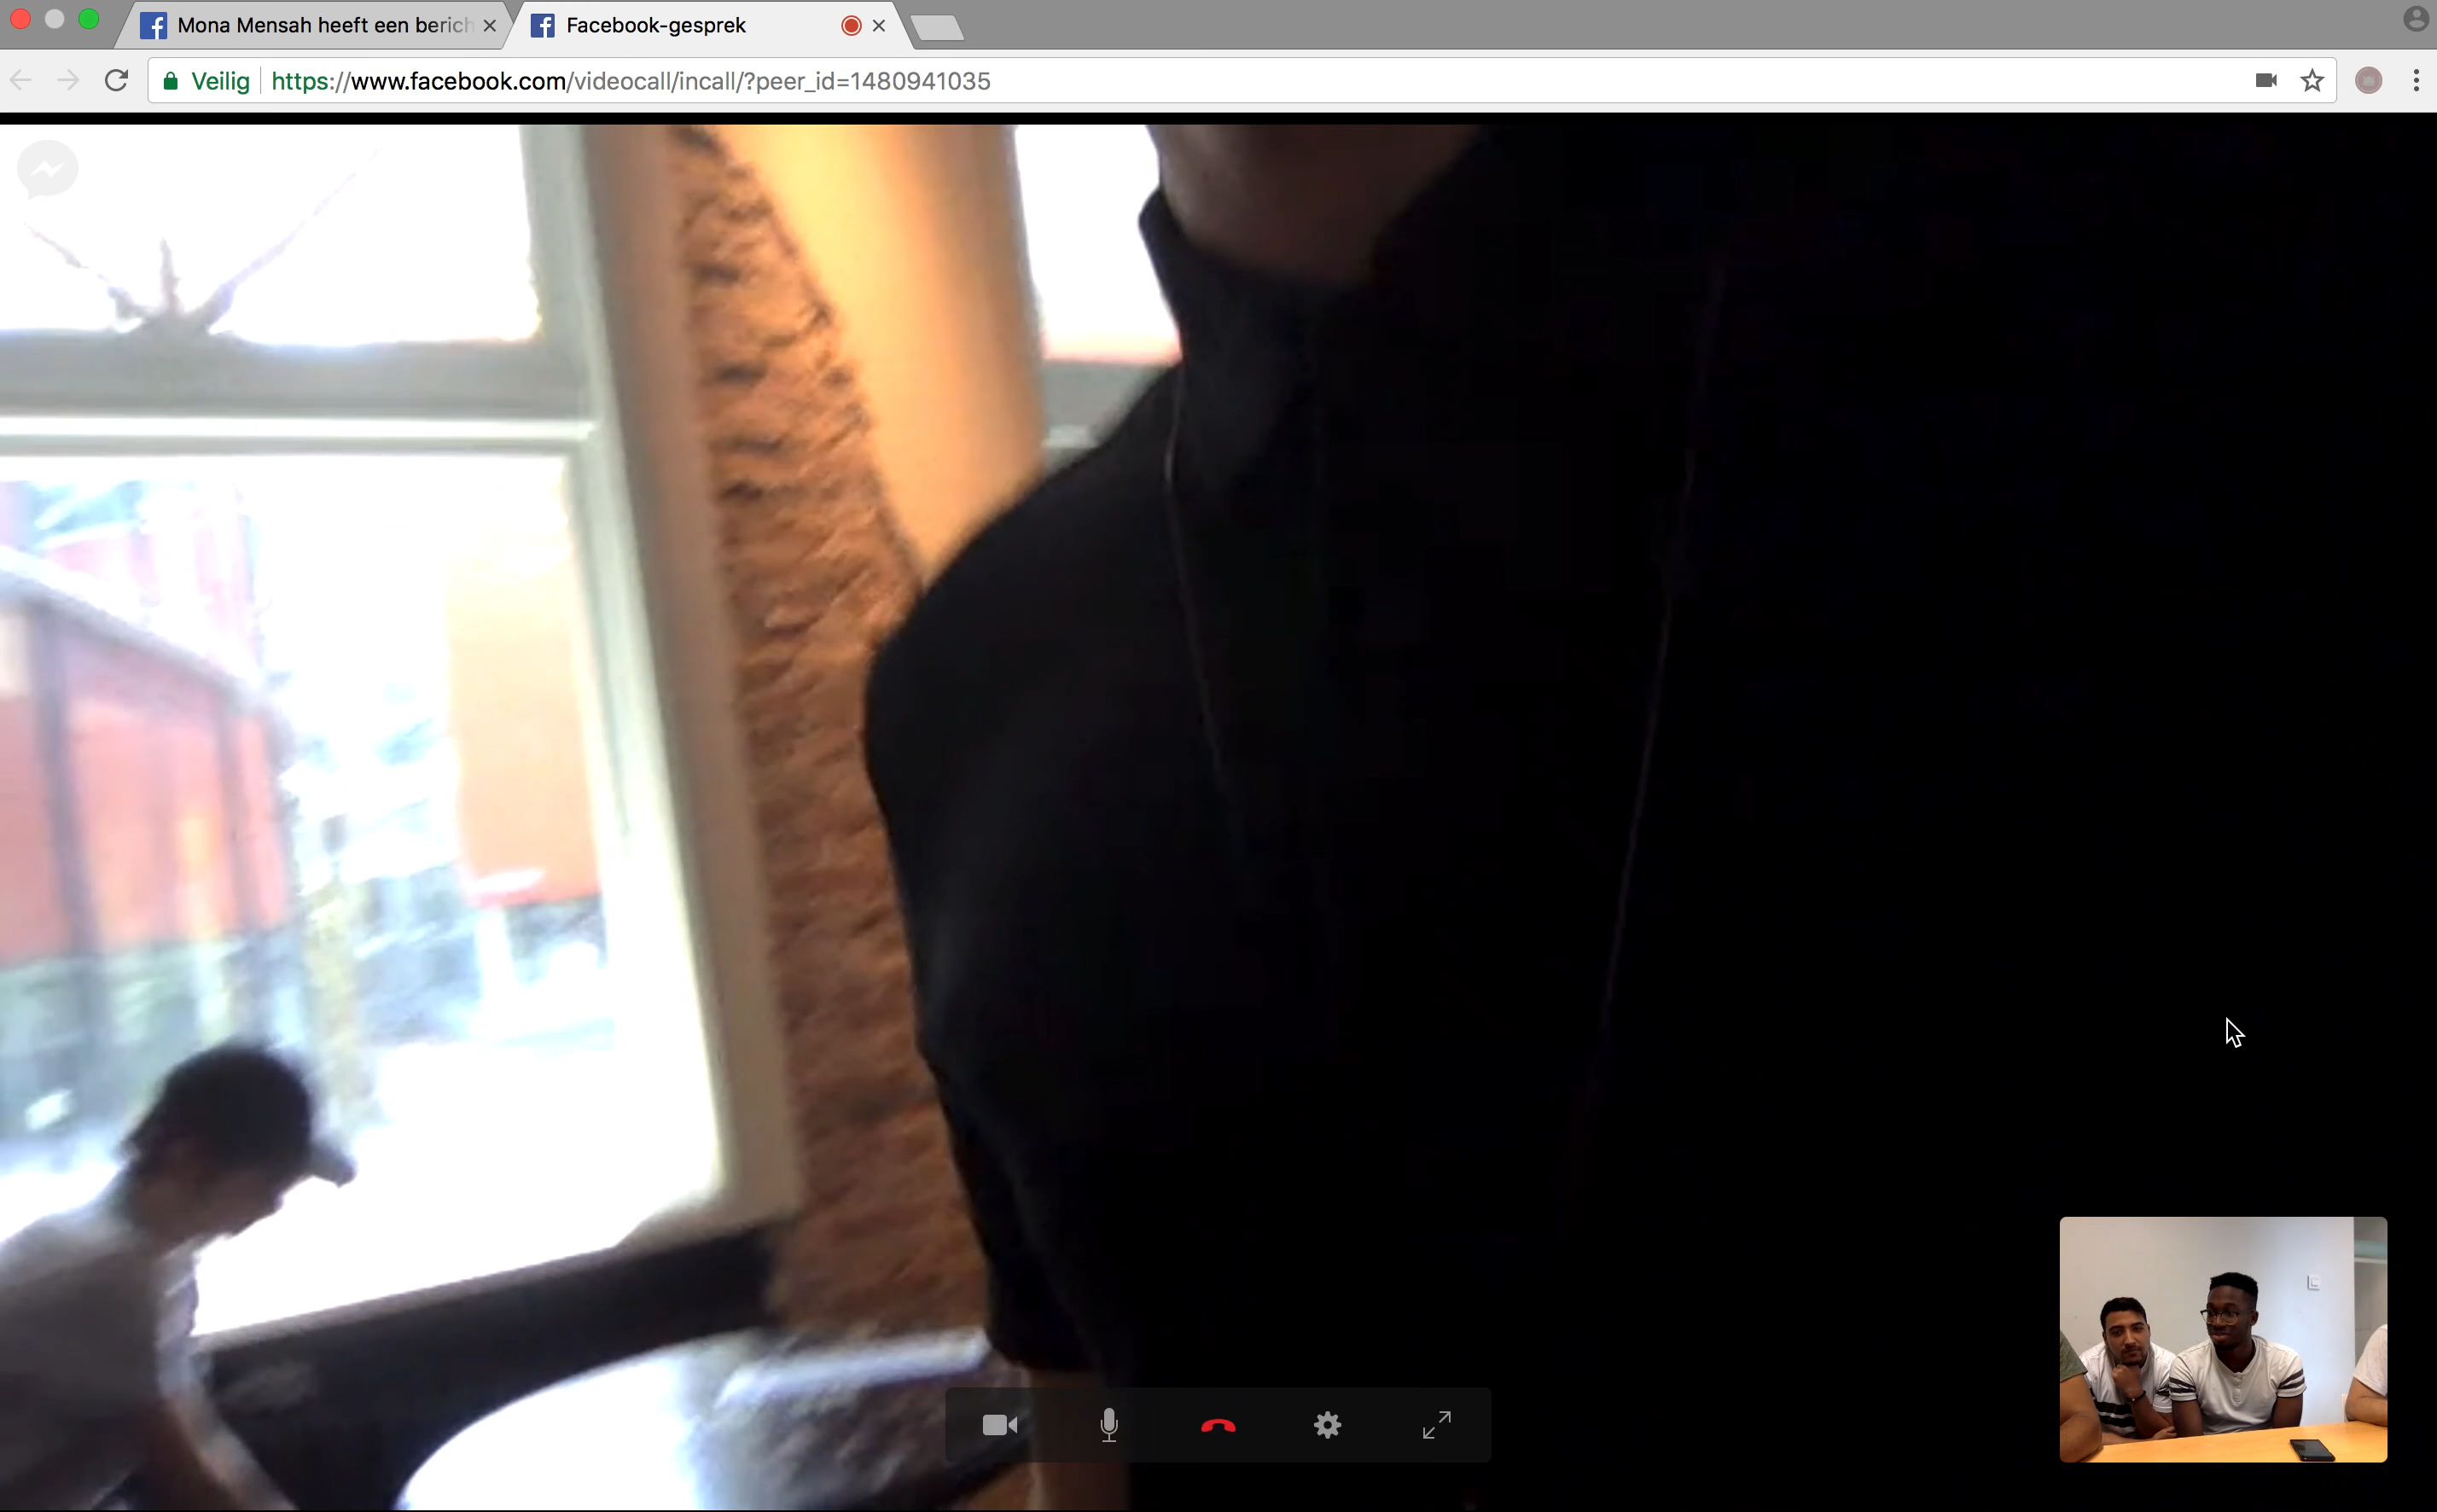 Mona Mensah heeft een berich
Facebook-gesprek
Veilig
https://www.facebook.com/videocall/incall/?peer_id=1480941035